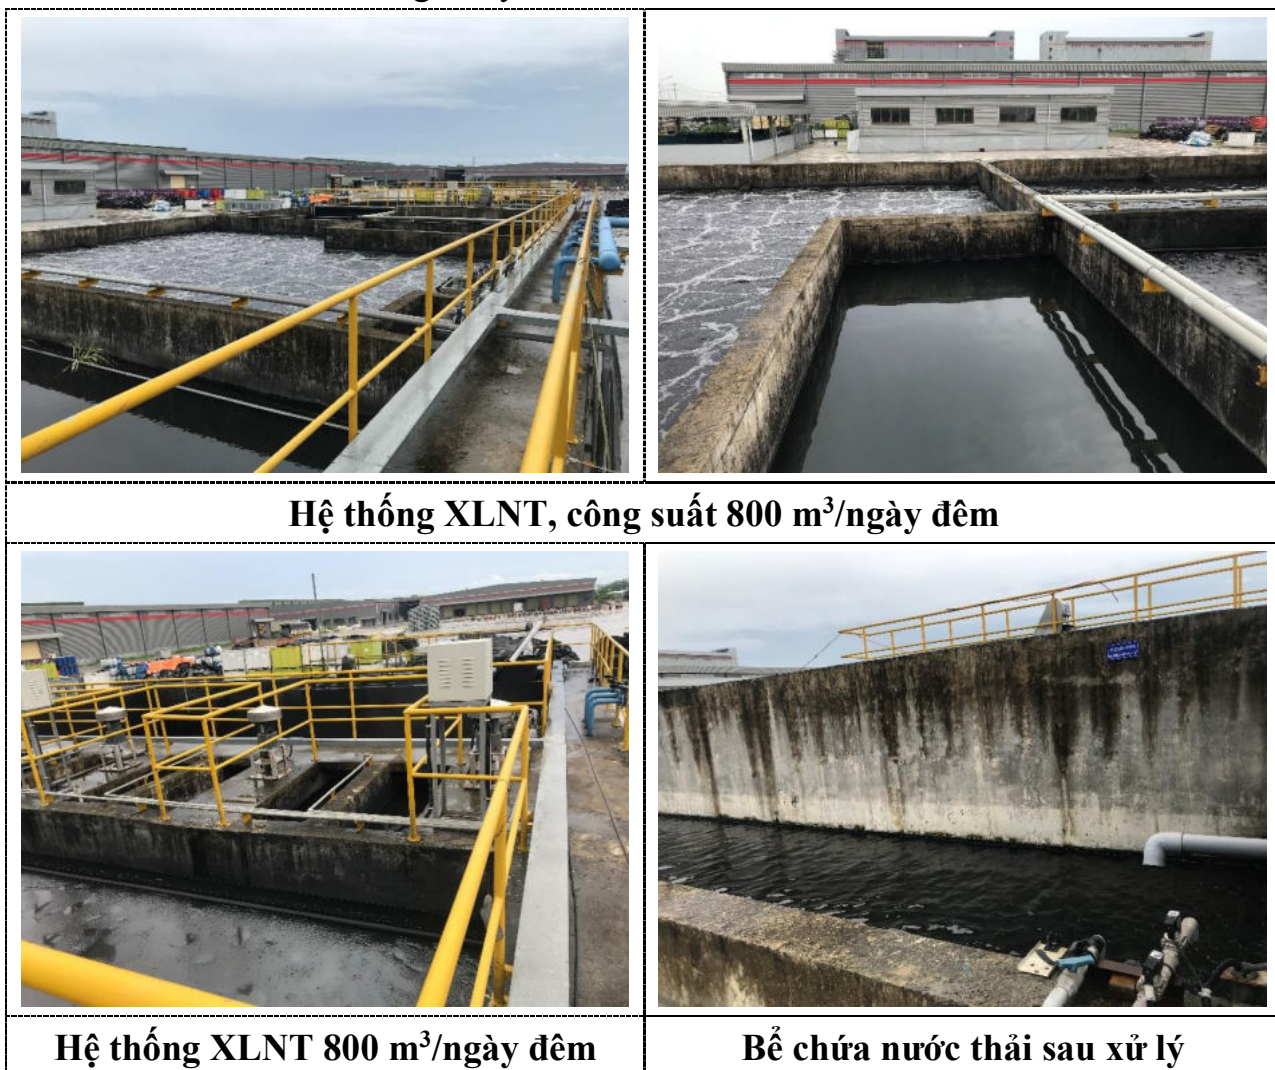 Hệ thống XLNT, công suất 800 m³/ngày đêm
Hệ thống XLNT 800 m³/ngày đêm
Bể chứa nước thải sau xử lý